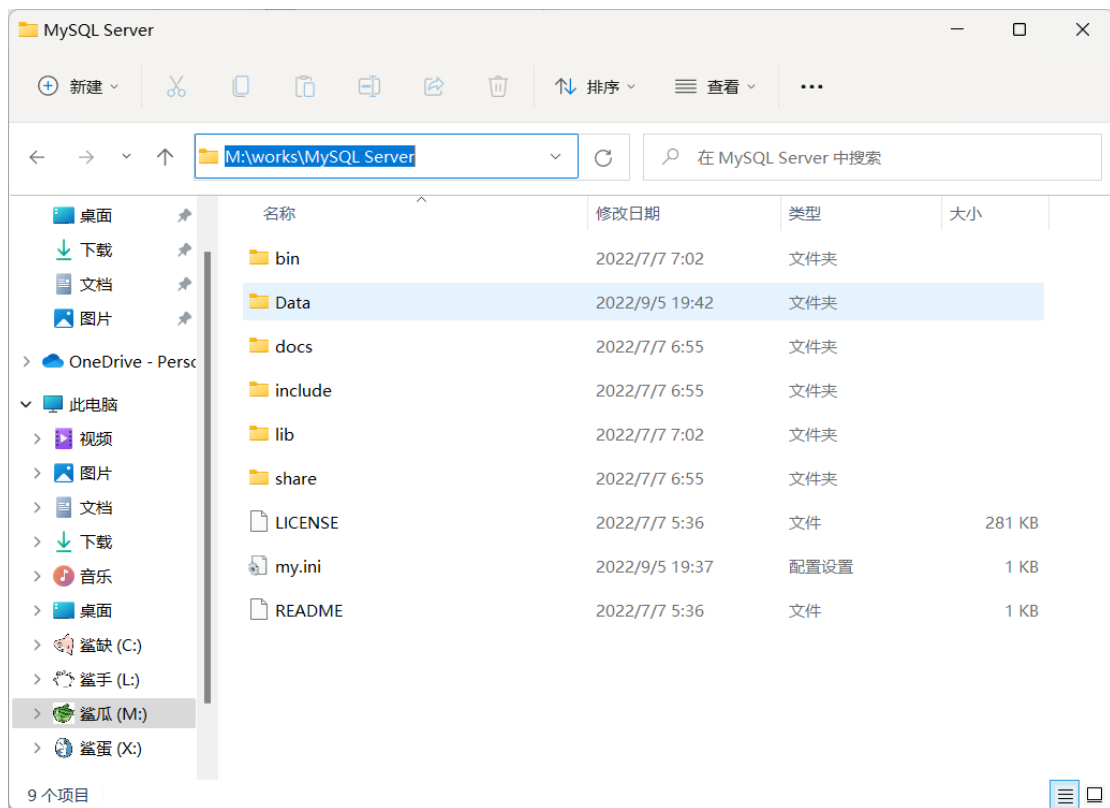 MySQL Server
新建 排序 查看
M:\works\MySQL Server 在 MySQL Server 中搜索
桌面
下载
文档
图片
OneDrive - Perso
此电脑
视频
图片
文档
下载
音乐
桌面
鲨缺 (C:)
鲨手 (L:)
鲨瓜 (M:)
鲨蛋 (X:)
名称 修改日期 类型 大小
bin 2022/7/7 7:02 文件夹
Data 2022/9/5 19:42 文件夹
docs 2022/7/7 6:55 文件夹
include 2022/7/7 6:55 文件夹
lib 2022/7/7 7:02 文件夹
share 2022/7/7 6:55 文件夹
LICENSE 2022/7/7 5:36 文件 281 KB
my.ini 2022/9/5 19:37 配置设置 1 KB
README 2022/7/7 5:36 文件 1 KB
9 个项目